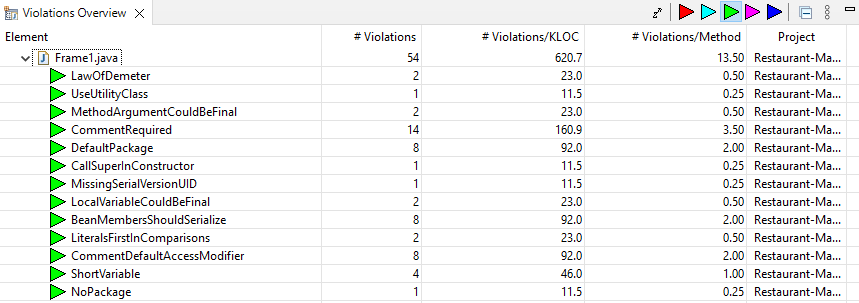 Violations Overview
Element # Violations # Violations/KLOC # Violations/Method Project
Frame1.java 54 620.7 13.50 Restaurant-Ma...
LawOfDemeter 2 23.0 0.50 Restaurant-Ma...
UseUtilityClass 1 11.5 0.25 Restaurant-Ma...
MethodArgumentCouldBeFinal 2 23.0 0.50 Restaurant-Ma...
CommentRequired 14 160.9 3.50 Restaurant-Ma...
DefaultPackage 8 92.0 2.00 Restaurant-Ma...
CallSuperInConstructor 1 11.5 0.25 Restaurant-Ma...
MissingSerialVersionUID 1 11.5 0.25 Restaurant-Ma...
LocalVariableCouldBeFinal 2 23.0 0.50 Restaurant-Ma...
BeanMembersShouldSerialize 8 92.0 2.00 Restaurant-Ma...
LiteralsFirstInComparisons 2 23.0 0.50 Restaurant-Ma...
CommentDefaultAccessModifier 8 92.0 2.00 Restaurant-Ma...
ShortVariable 4 46.0 1.00 Restaurant-Ma...
NoPackage 1 11.5 0.25 Restaurant-Ma...